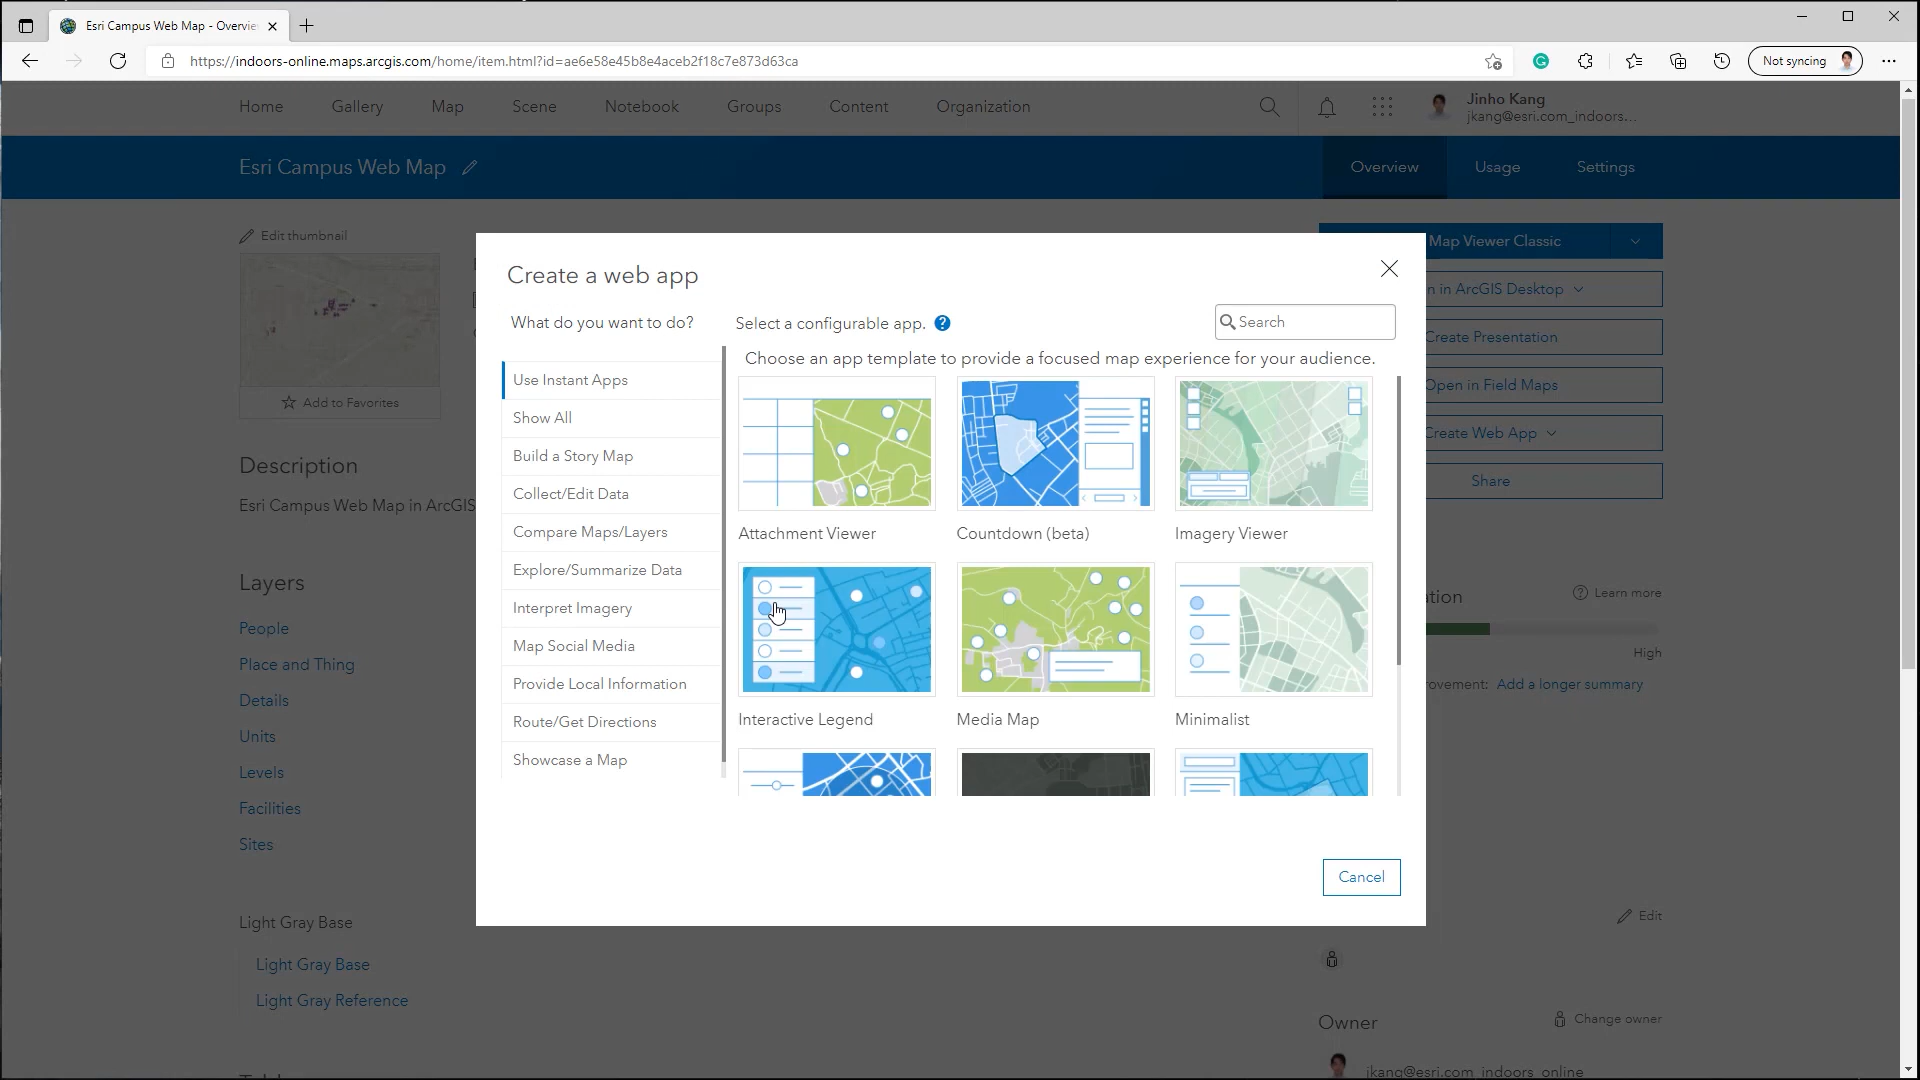 Esri Campus Web Map - Overvie
https://indoors-online.maps.arcgis.com/home/item.html?id=ae6e58e45b8e4aceb2f18c7e873d63ca
Not syncing
Home Gallery Map Scene Notebook Groups Content Organization
Jinho Kang
jkang@esri.com_indoors...
Esri Campus Web Map
Overview Usage Settings
Edit thumbnail
Map Viewer Classic
Create a web app
n in ArcGIS Desktop
What do you want to do?
Select a configurable app.
Search
Create Presentation
Choose an app template to provide a focused map experience for your audience.
Use Instant Apps
Open in Field Maps
Add to Favorites
Show All
Create Web App
Build a Story Map
Description
Share
Collect/Edit Data
Esri Campus Web Map in ArcGIS
Compare Maps/Layers
Attachment Viewer
Countdown (beta)
Imagery Viewer
Explore/Summarize Data
Layers
ation
Learn more
Interpret Imagery
People
Map Social Media
High
Place and Thing
Provide Local Information
rovement: Add a longer summary
Details
Interactive Legend
Media Map
Minimalist
Route/Get Directions
Units
Showcase a Map
Levels
Facilities
Sites
Cancel
Light Gray Base
Edit
Light Gray Base
Light Gray Reference
Owner
Change owner
jkang@esri.com_indoors_online